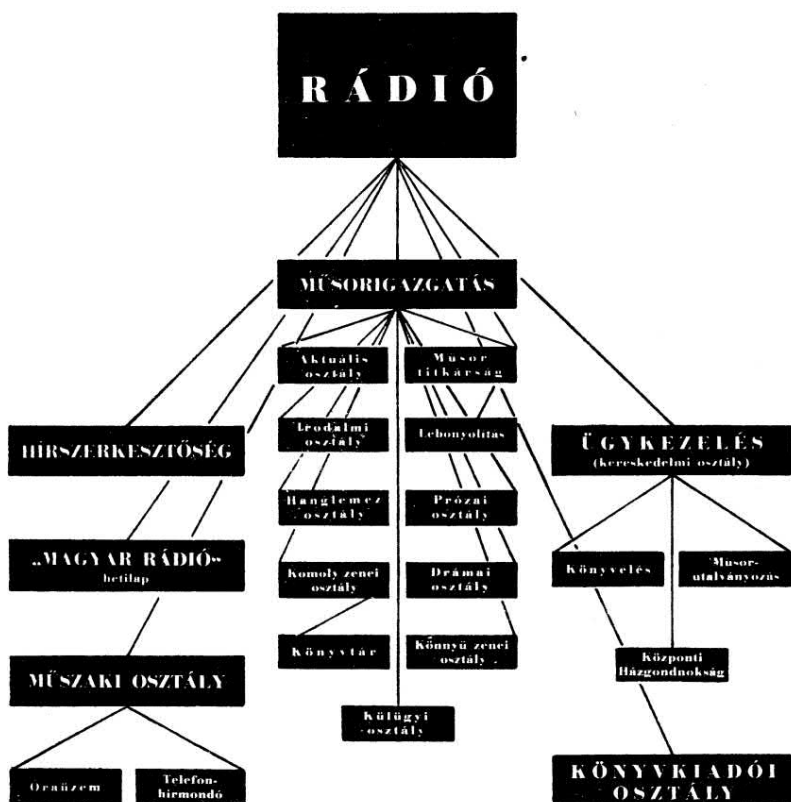 RÁDIÓ
MŰSORIGAZGATÁS
Aktuális
osztály
Műsor
titkárság
Irodalmi
osztály
Lebonyolítás
Hanglemez
osztály
Prózai
osztály
Komoly zenei
osztály
Drámai
osztály
Könyvtár
Könnyű zenei
osztály
Külügyi
osztály
HÍRSZERKESZTŐSÉG
„MAGYAR RÁDIÓ“
hetilap
MŰSZAKI OSZTÁLY
Óraüzem
Telefon-
hírmondó
ÜGYKEZELÉS
(kereskedelmi osztály)
Könyvelés
Műsor-
utalványozás
Központi
Házgondnokság
KÖNYVKIADÓI
OSZTÁLY